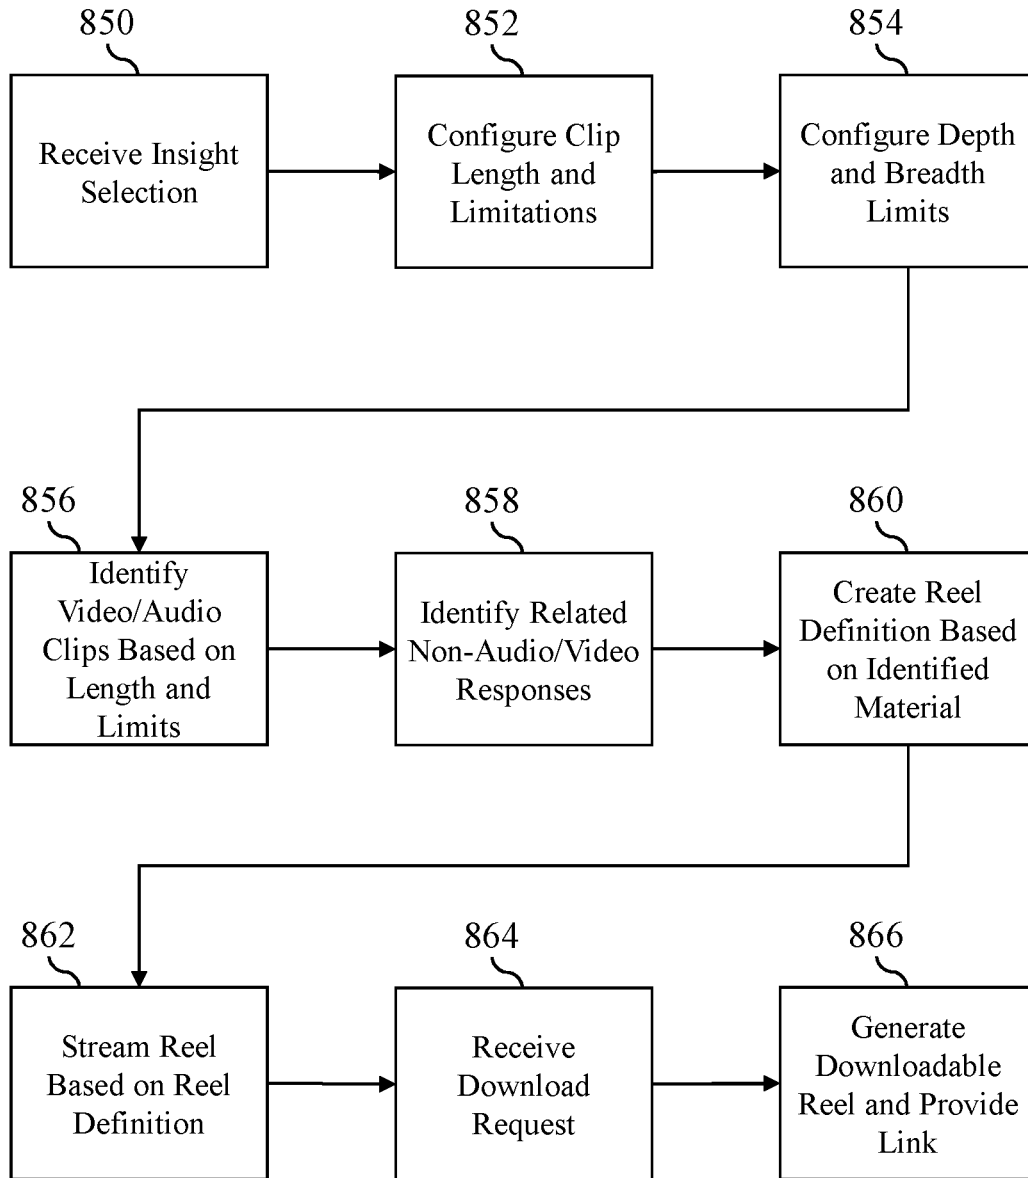 850
Receive Insight
Selection
852
Configure Clip
Length and
Limitations
854
Configure Depth
and Breadth
Limits
856
Identify
Video/Audio
Clips Based on
Length and
Limits
858
Identify Related
Non-Audio/Video
Responses
860
Create Reel
Definition Based
on Identified
Material
862
Stream Reel
Based on Reel
Definition
864
Receive
Download
Request
866
Generate
Downloadable
Reel and Provide
Link